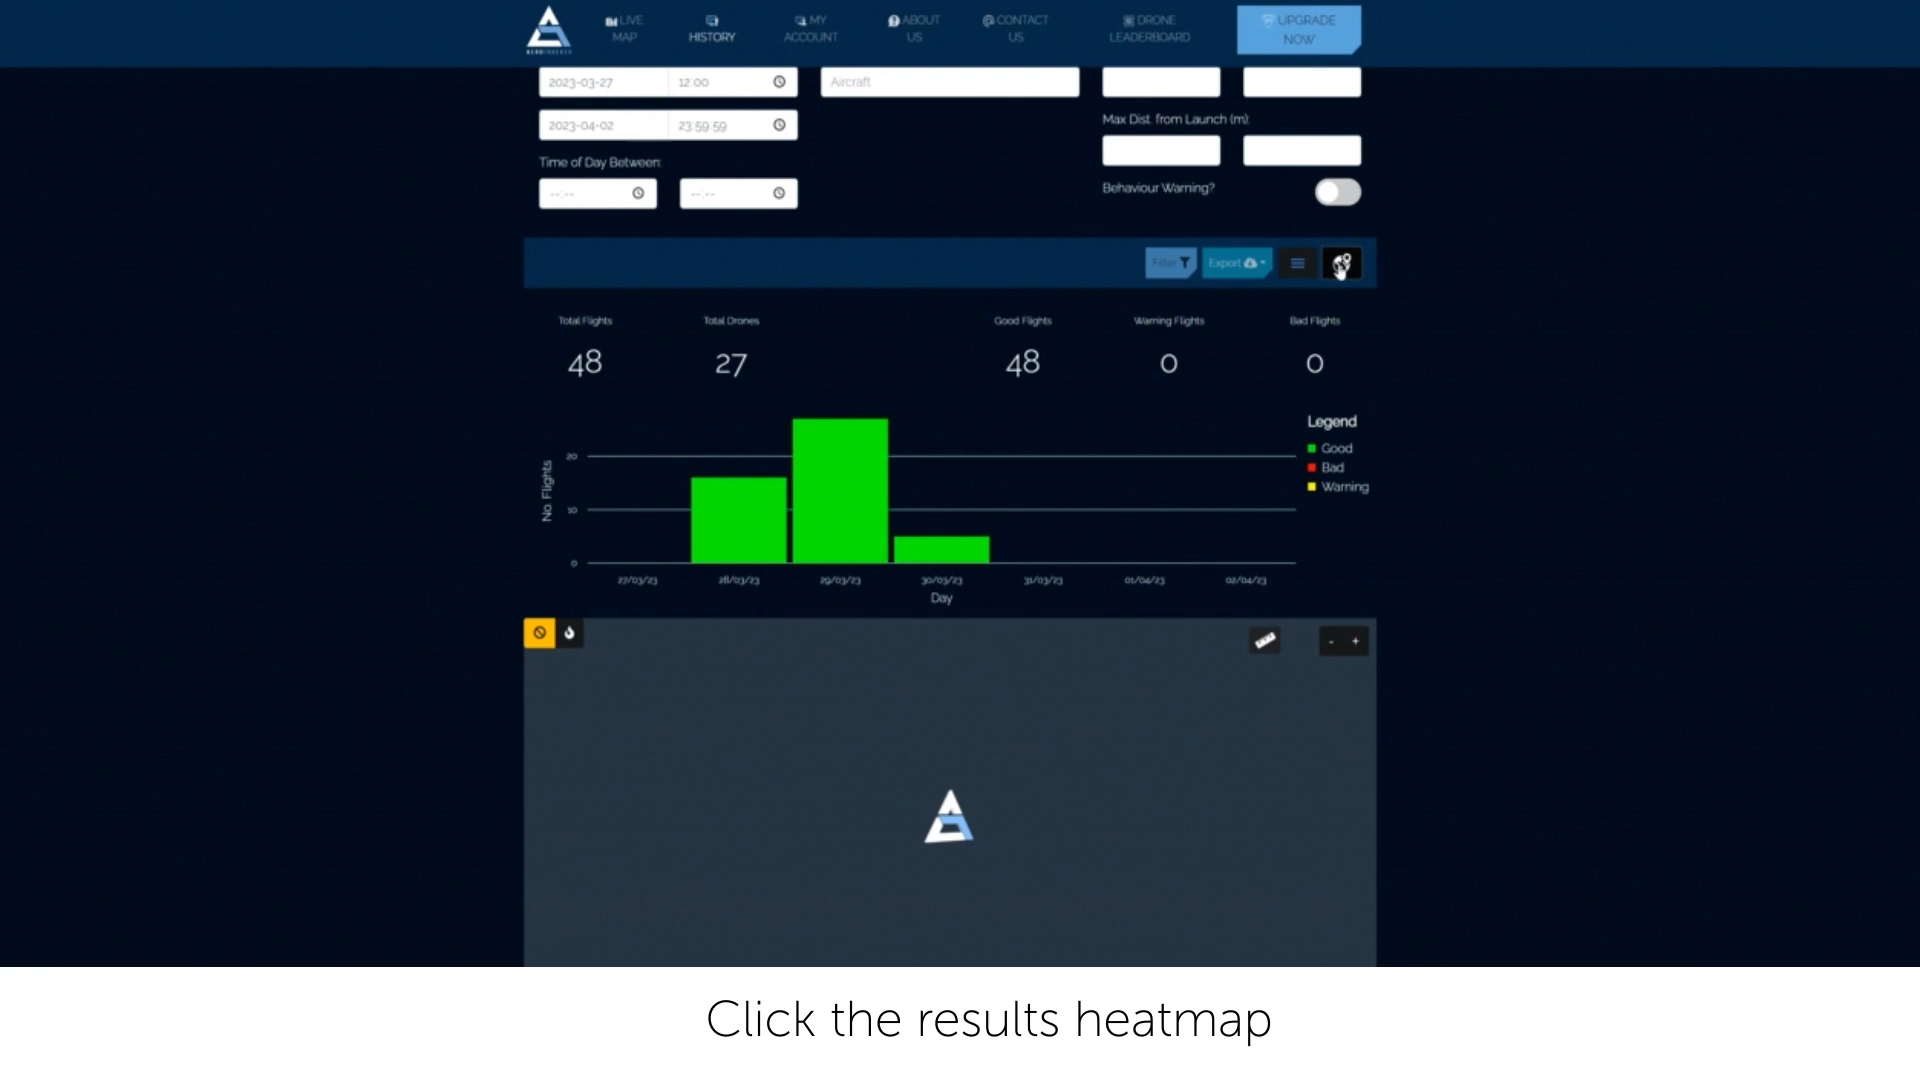 LIVE MAP
HISTORY
MY ACCOUNT
ABOUT US
CONTACT US
DRONE LEADERBOARD
UPGRADE NOW
2023-03-27 12:00
Aircraft
2023-04-02 23:59:59
Max Dist. from Launch (m):
Time of Day Between:
--:-- --:--
Behaviour Warning?
Filter
Export
Total Flights
Total Drones
Good Flights
Warning Flights
Bad Flights
48
27
48
0
0
Legend
Good
Bad
Warning
No. Flights
20
10
0
27/03/23 28/03/23 29/03/23 30/03/23 31/03/23 01/04/23 02/04/23
Day
- +
Click the results heatmap